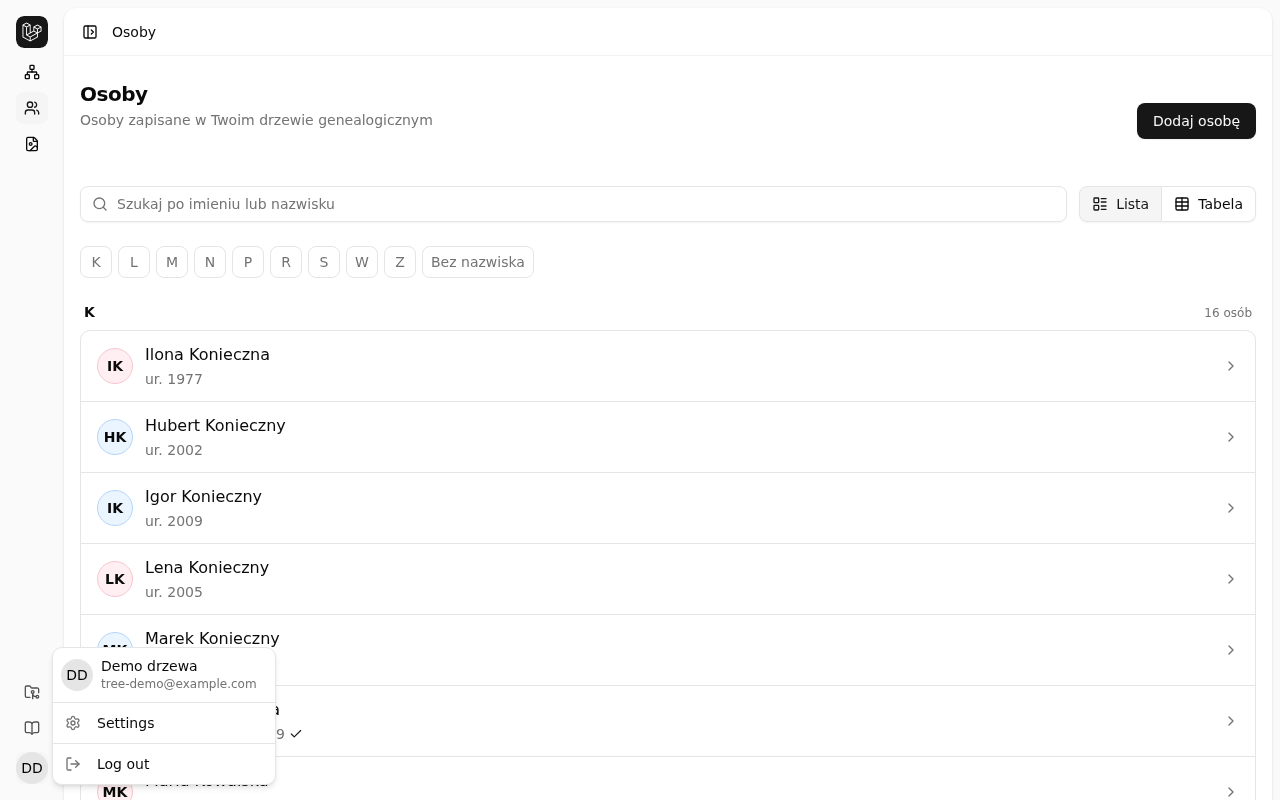 Osoby
Osoby
Osoby zapisane w Twoim drzewie genealogicznym
Dodaj osobę
Szukaj po imieniu lub nazwisku
Lista
Tabela
K
L
M
N
P
R
S
W
Z
Bez nazwiska
K
16 osób
IK
Ilona Konieczna
ur. 1977
HK
Hubert Konieczny
ur. 2002
IK
Igor Konieczny
ur. 2009
LK
Lena Konieczny
ur. 2005
Marek Konieczny
MK
Demo drzewa
DD
tree-demo@example.com
Settings
Log out
DD